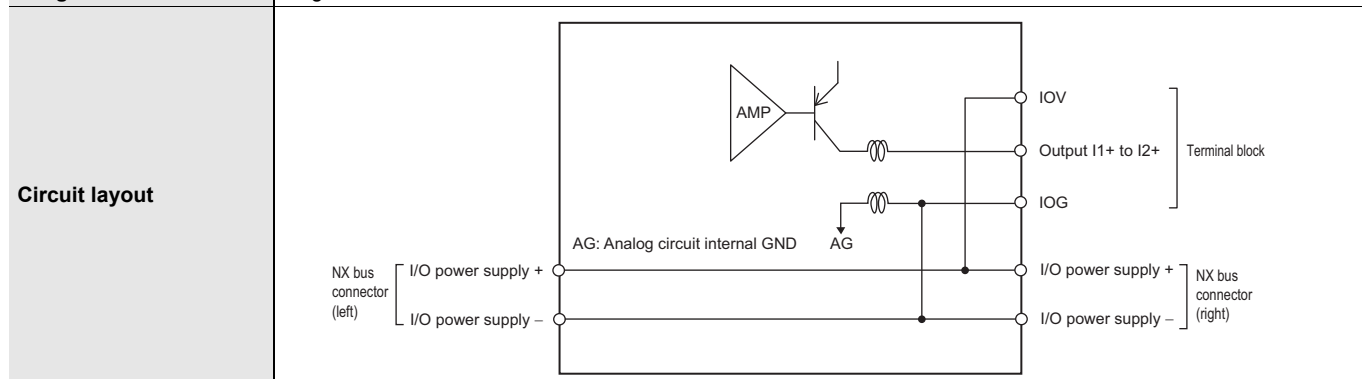 Circuit layout
AMP
IOV
Output I1+ to I2+
Terminal block
IOG
AG: Analog circuit internal GND
AG
NX bus
connector
(left)
I/O power supply +
I/O power supply −
I/O power supply +
I/O power supply −
NX bus
connector
(right)